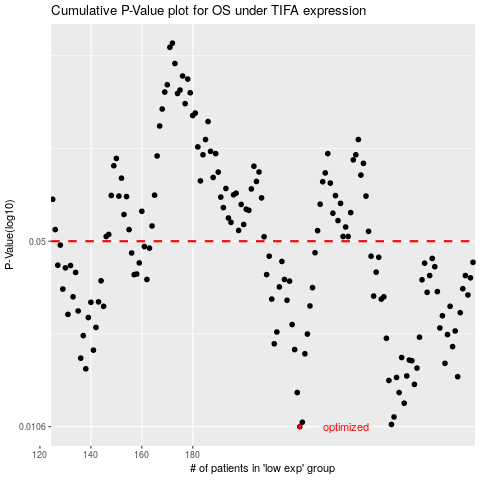 Cumulative P-Value plot for OS under TIFA expression
P-Value(log10)
0.05
0.0106
optimized
120 140 160 180
# of patients in 'low exp' group